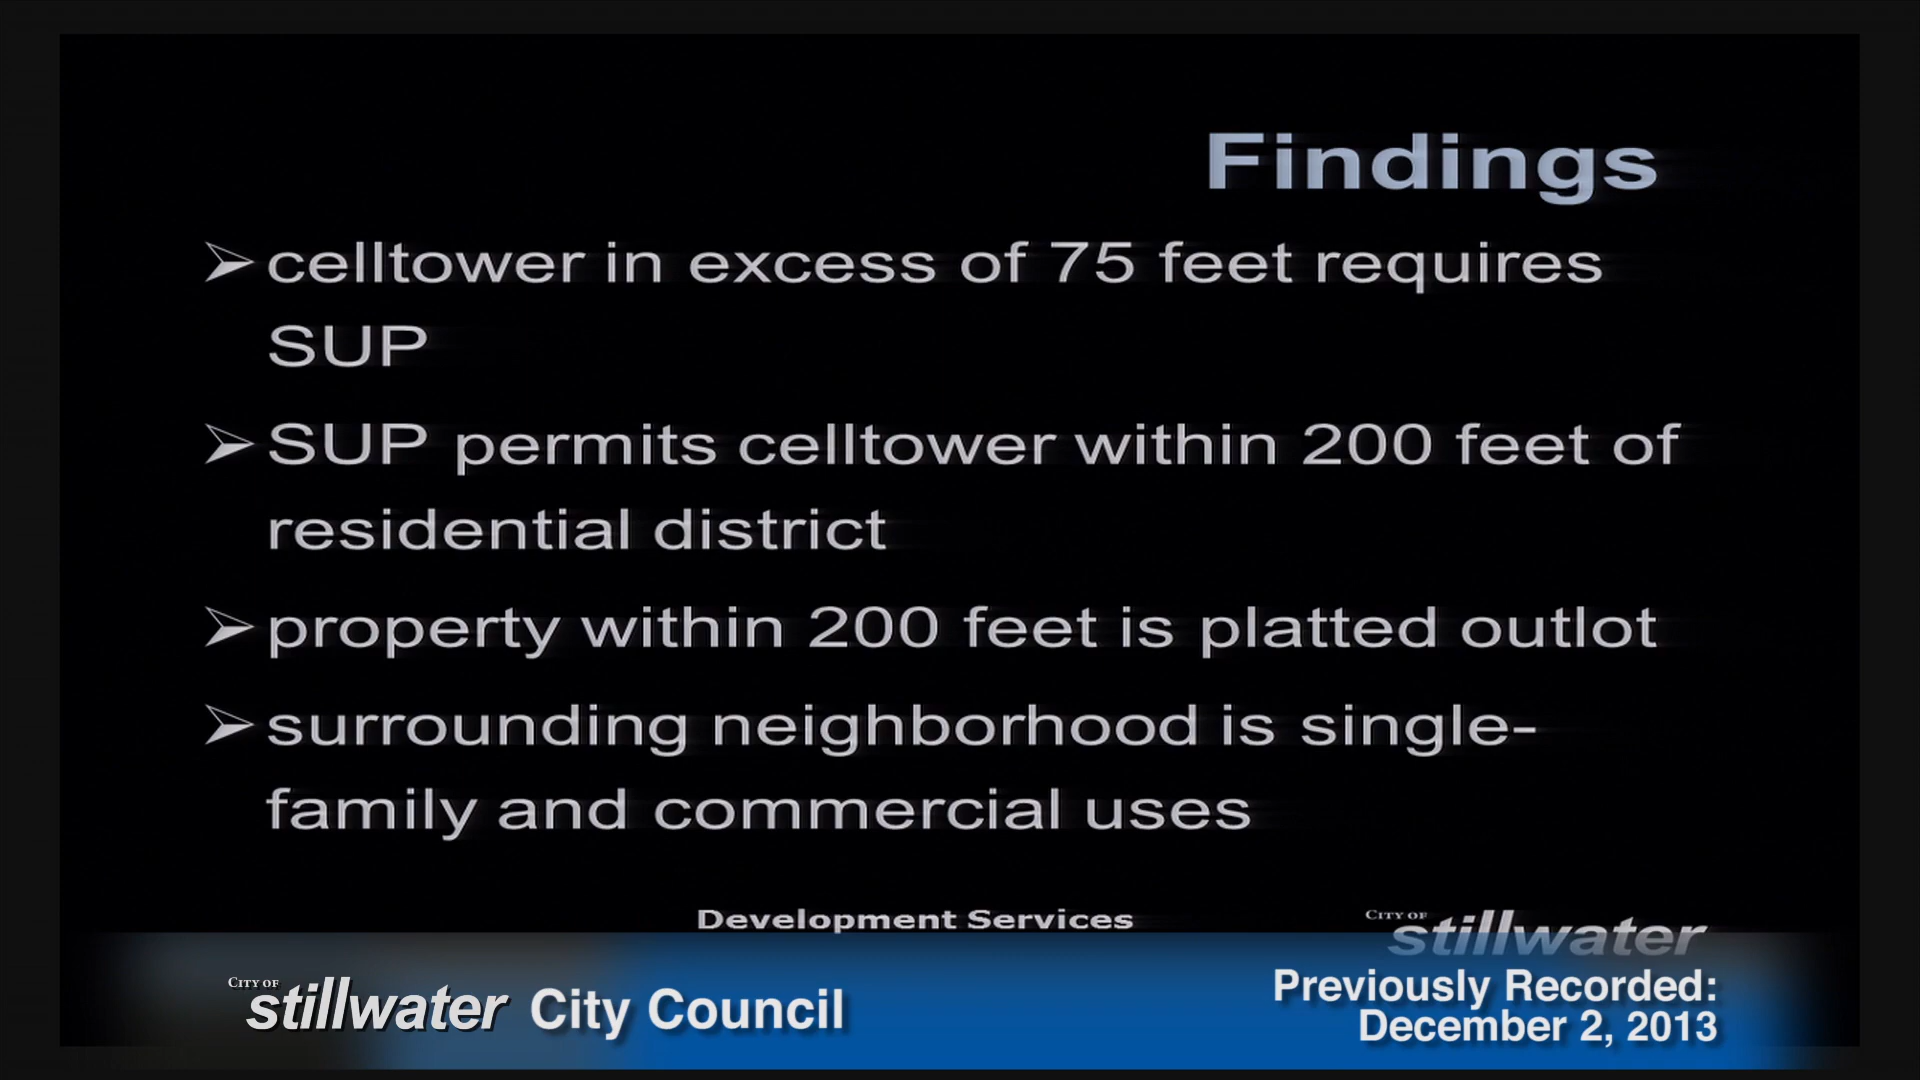 Findings
➢ celltower in excess of 75 feet requires
SUP
➢ SUP permits celltower within 200 feet of
residential district
➢ property within 200 feet is platted outlot
➢ surrounding neighborhood is single-
family and commercial uses
Development Services
CITY OF
stillwater
CITY OF
stillwater City Council
Previously Recorded:
December 2, 2013